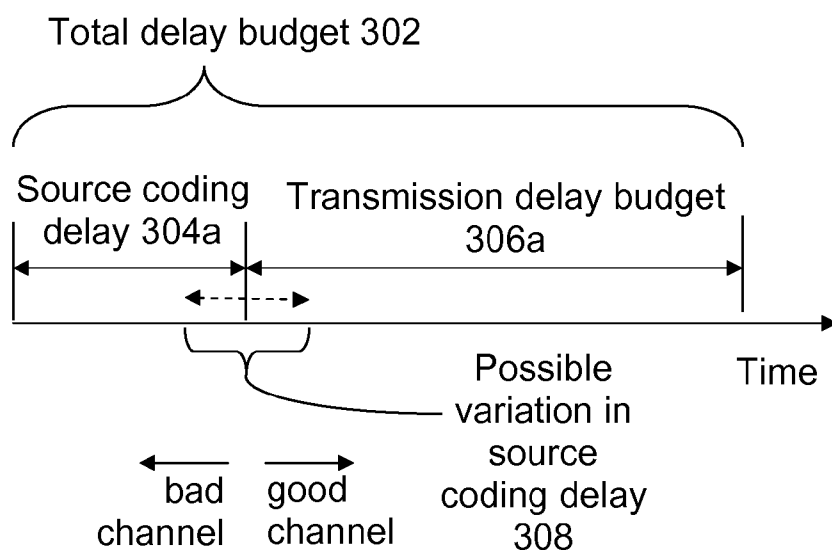 Total delay budget 302
Source coding
delay 304a
Transmission delay budget
306a
Time
Possible
variation in
source
coding delay
308
bad
channel
good
channel